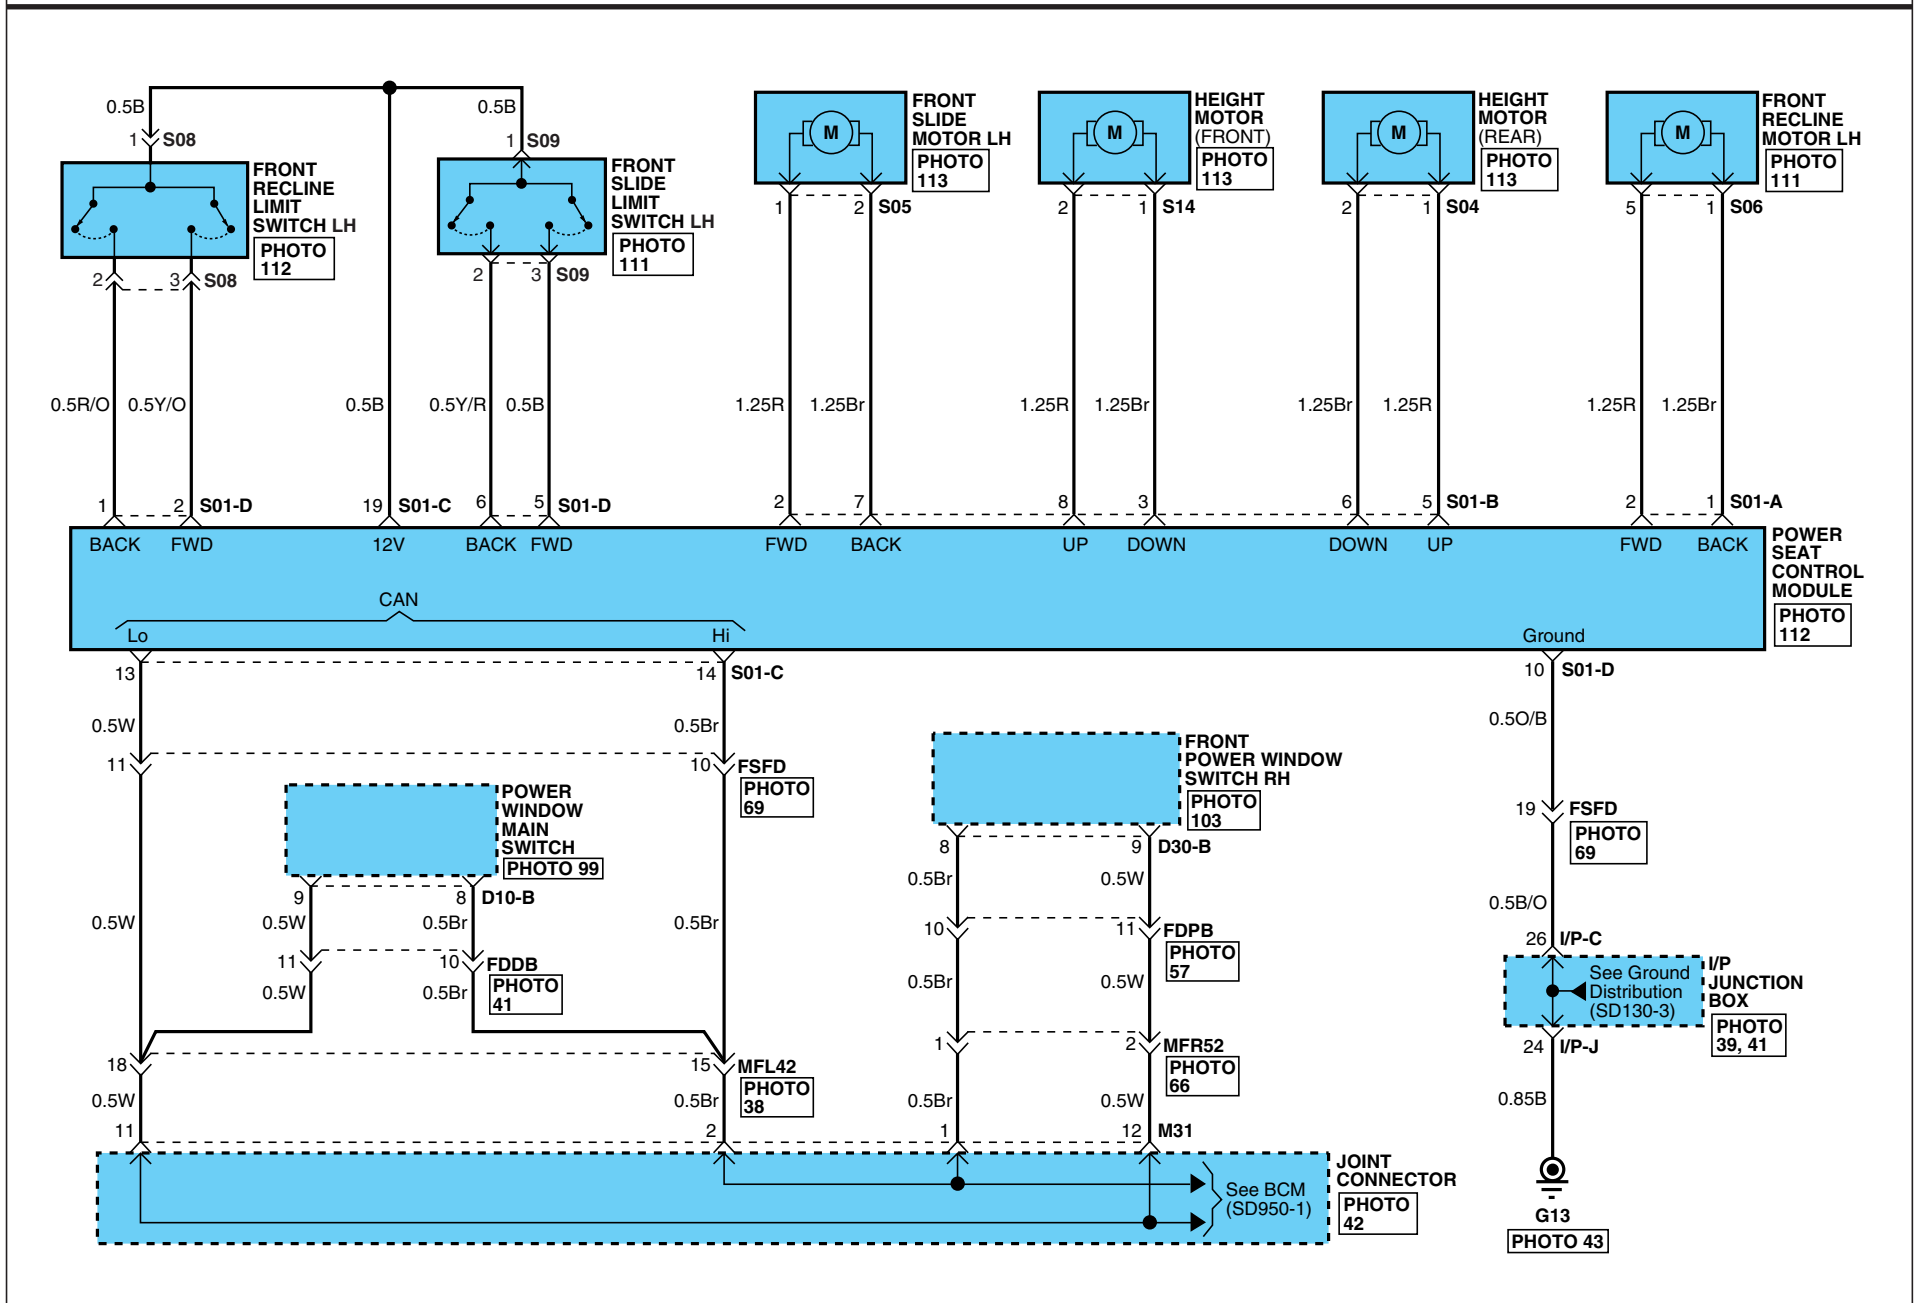 0.5B
1 S08
FRONT
RECLINE
LIMIT
SWITCH LH
PHOTO
112
2 3 S08
0.5B
1 S09
FRONT
SLIDE
LIMIT
SWITCH LH
PHOTO
111
2 3 S09
M
FRONT
SLIDE
MOTOR LH
PHOTO
113
1 2 S05
M
HEIGHT
MOTOR
(FRONT)
PHOTO
113
2 1 S14
M
HEIGHT
MOTOR
(REAR)
PHOTO
113
2 1 S04
M
FRONT
RECLINE
MOTOR LH
PHOTO
111
5 1 S06
0.5R/O 0.5Y/O 0.5B 0.5Y/R 0.5B 1.25R 1.25Br 1.25R 1.25Br 1.25Br 1.25R 1.25R 1.25Br
1 2 S01-D 19 S01-C 6 5 S01-D 2 7 8 3 6 5 S01-B 2 1 S01-A
BACK FWD 12V BACK FWD FWD BACK UP DOWN DOWN UP FWD BACK
POWER
SEAT
CONTROL
MODULE
PHOTO
112
CAN
Lo Hi Ground
13 14 S01-C
0.5W 0.5Br
11 10 FSFD
PHOTO
69
POWER
WINDOW
MAIN
SWITCH
PHOTO 99
9 8 D10-B
0.5W 0.5W 0.5Br 0.5Br
11 10 FDDB
PHOTO
41
0.5W 0.5Br
18 15 MFL42
PHOTO
38
0.5W 0.5Br
11 2
FRONT
POWER WINDOW
SWITCH RH
PHOTO
103
8 9 D30-B
0.5Br 0.5W
10 11 FDPB
PHOTO
57
0.5Br 0.5W
1 2 MFR52
PHOTO
66
0.5Br 0.5W
1 12 M31
See BCM
(SD950-1)
JOINT
CONNECTOR
PHOTO
42
10 S01-D
0.5O/B
19 FSFD
PHOTO
69
0.5B/O
26 I/P-C
See Ground
Distribution
(SD130-3)
I/P
JUNCTION
BOX
PHOTO
39, 41
24 I/P-J
0.85B
G13
PHOTO 43